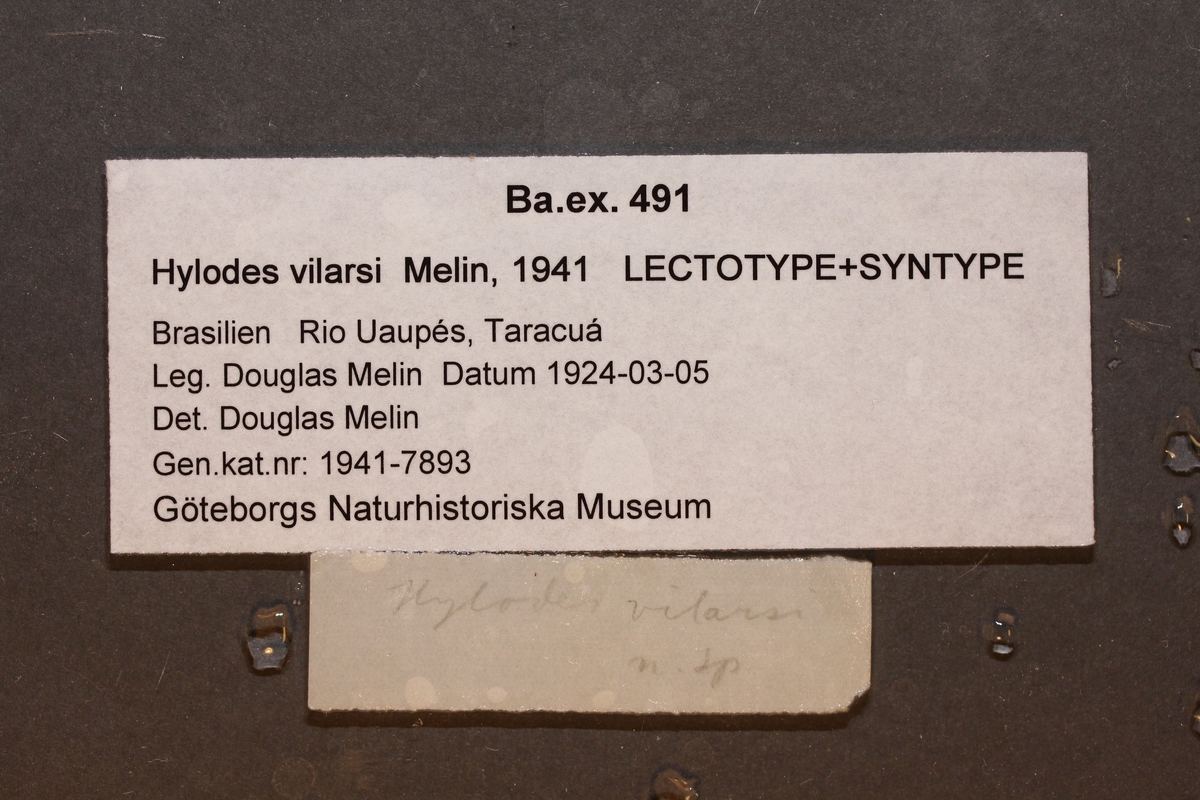 Ba.ex. 491
Hylodes vilarsi Melin, 1941 LECTOTYPE+SYNTYPE
Brasilien Rio Uaupés, Taracuá
Leg. Douglas Melin Datum 1924-03-05
Det. Douglas Melin
Gen.kat.nr: 1941-7893
Göteborgs Naturhistoriska Museum
Hylodes vilarsi
n. sp